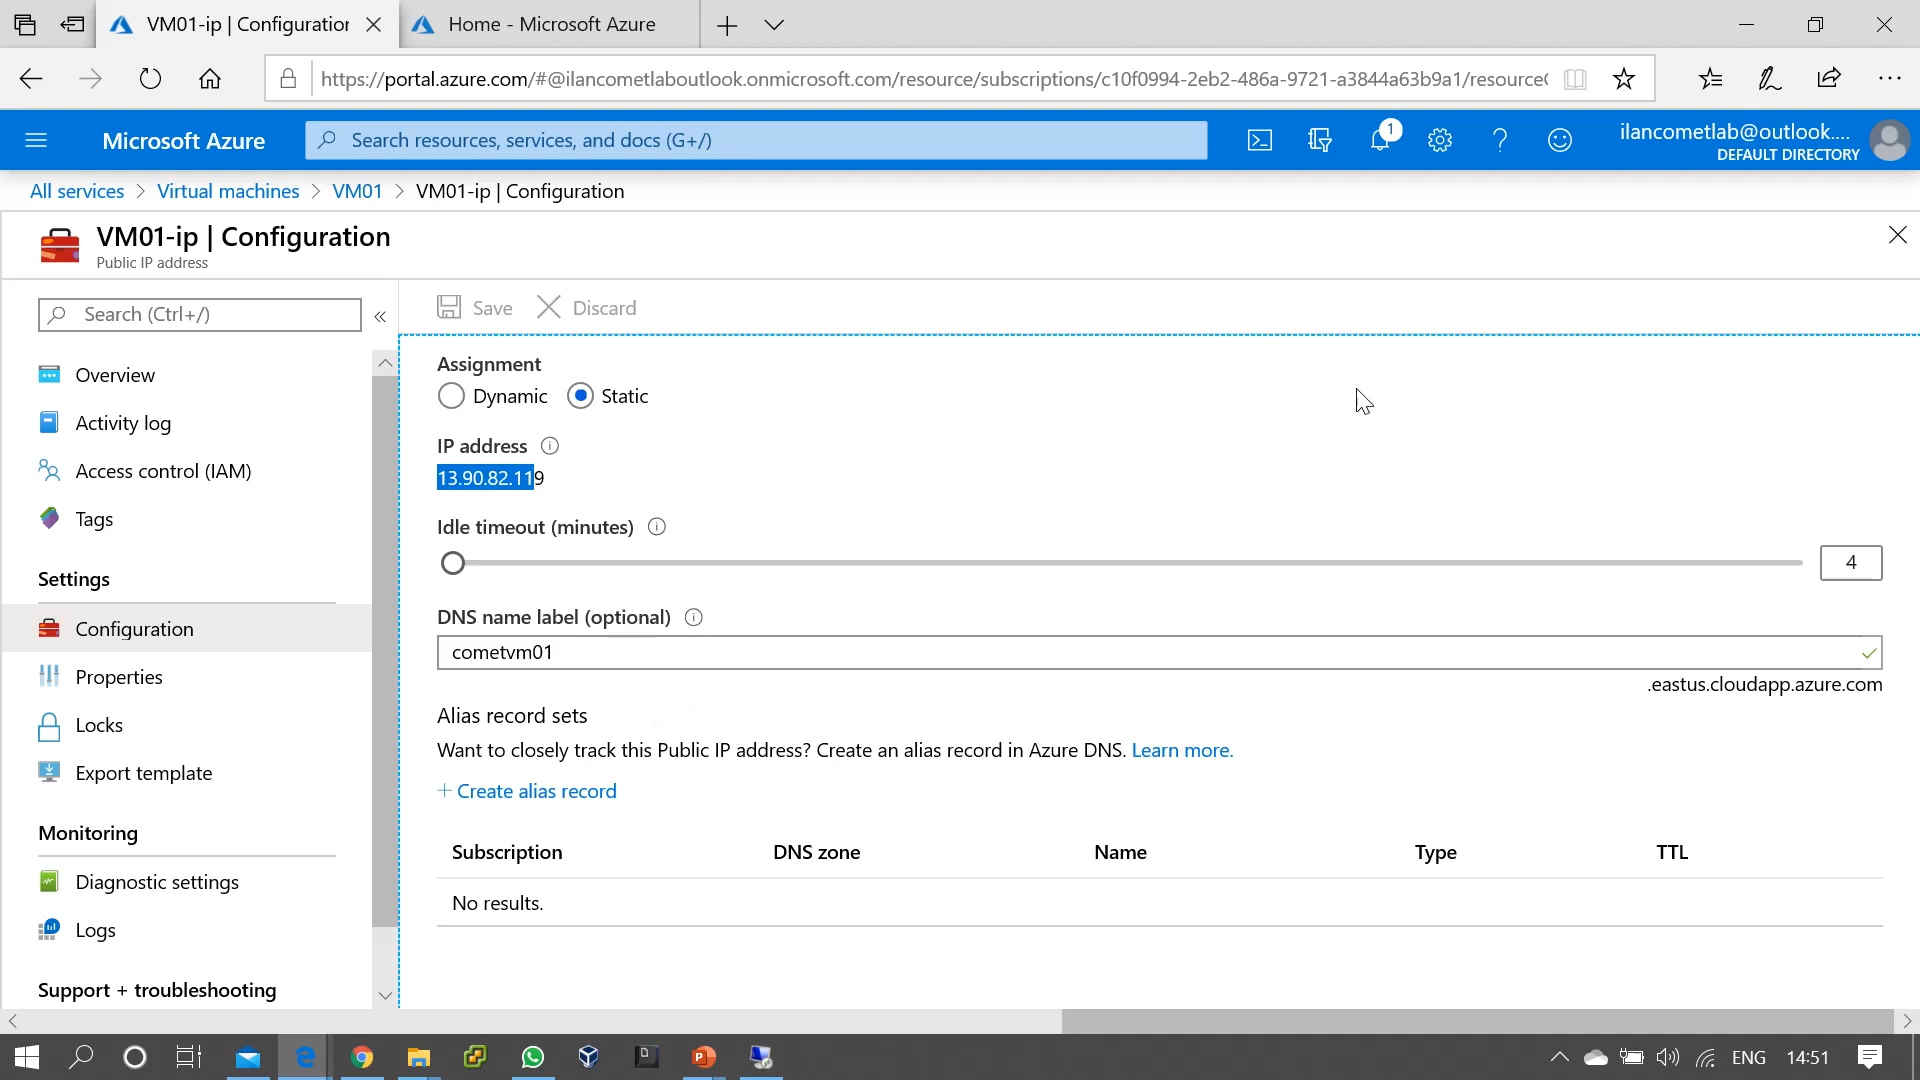 VM01-ip | Configuration
Home - Microsoft Azure
https://portal.azure.com/#@ilancometlaboutlook.onmicrosoft.com/resource/subscriptions/c10f0994-2eb2-486a-9721-a3844a63b9a1/resource
Microsoft Azure
Search resources, services, and docs (G+/)
1
ilancometlab@outlook....
DEFAULT DIRECTORY
All services > Virtual machines > VM01 > VM01-ip | Configuration
VM01-ip | Configuration
Public IP address
Search (Ctrl+/)
«
Overview
Activity log
Access control (IAM)
Tags
Settings
Configuration
Properties
Locks
Export template
Monitoring
Diagnostic settings
Logs
Support + troubleshooting
Save
Discard
Assignment
Dynamic
Static
IP address
13.90.82.119
Idle timeout (minutes)
4
DNS name label (optional)
cometvm01
.eastus.cloudapp.azure.com
Alias record sets
Want to closely track this Public IP address? Create an alias record in Azure DNS. Learn more.
+ Create alias record
Subscription DNS zone Name Type TTL
No results.
ENG
14:51